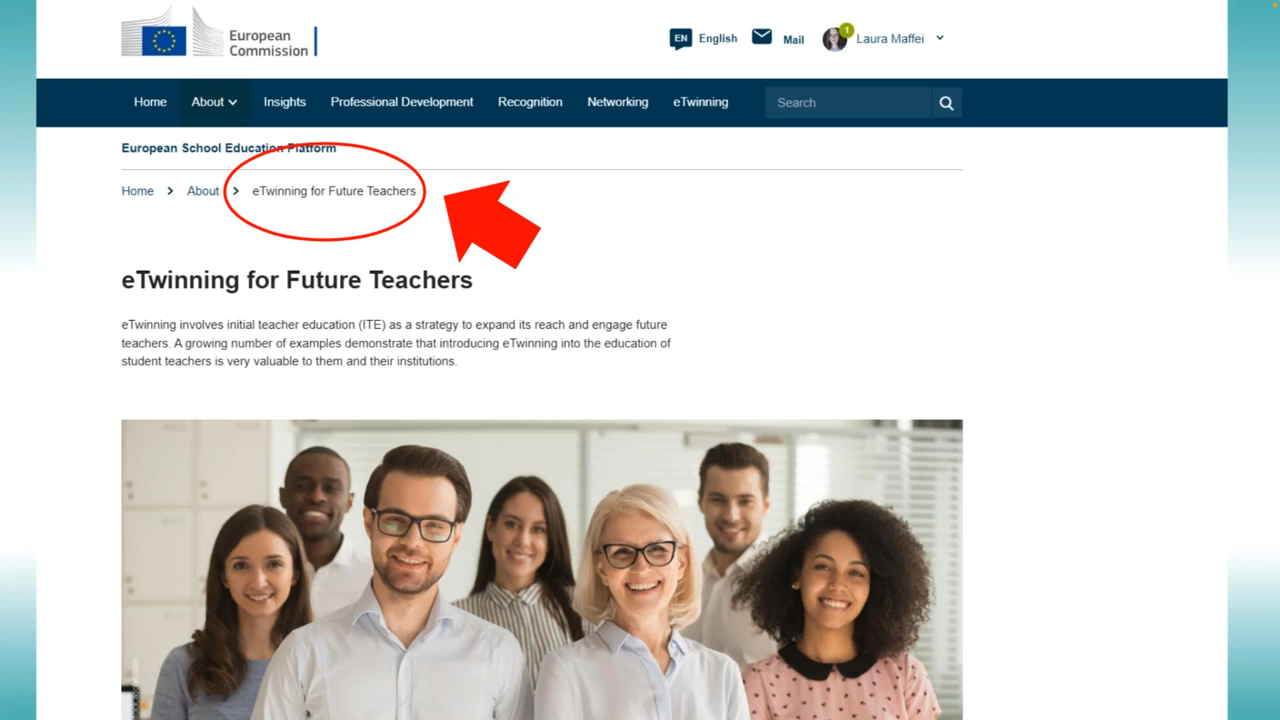 European
Commission
EN English Mail 1 Laura Maffei
Home About Insights Professional Development Recognition Networking eTwinning Search
European School Education Platform
Home > About > eTwinning for Future Teachers
eTwinning for Future Teachers
eTwinning involves initial teacher education (ITE) as a strategy to expand its reach and engage future
teachers. A growing number of examples demonstrate that introducing eTwinning into the education of
student teachers is very valuable to them and their institutions.